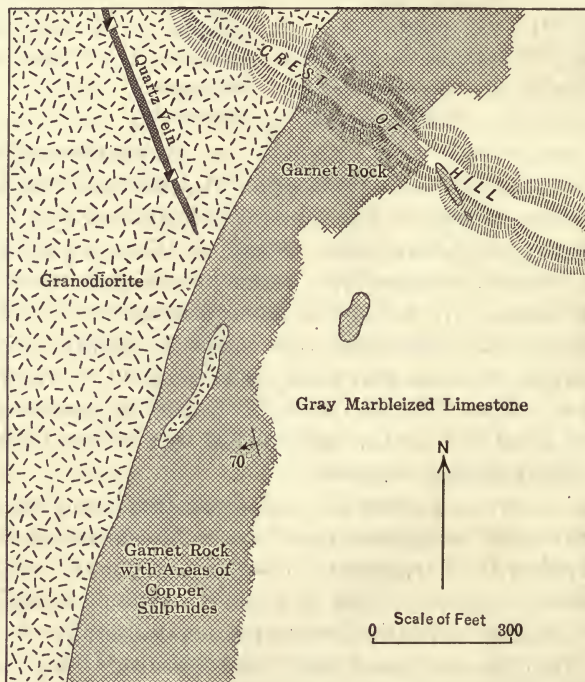 Quartz Vein
CREST OF HILL
Garnet Rock
Granodiorite
Gray Marbleized Limestone
70
N
Garnet Rock
with Areas of
Copper
Sulphides
Scale of Feet
0 300